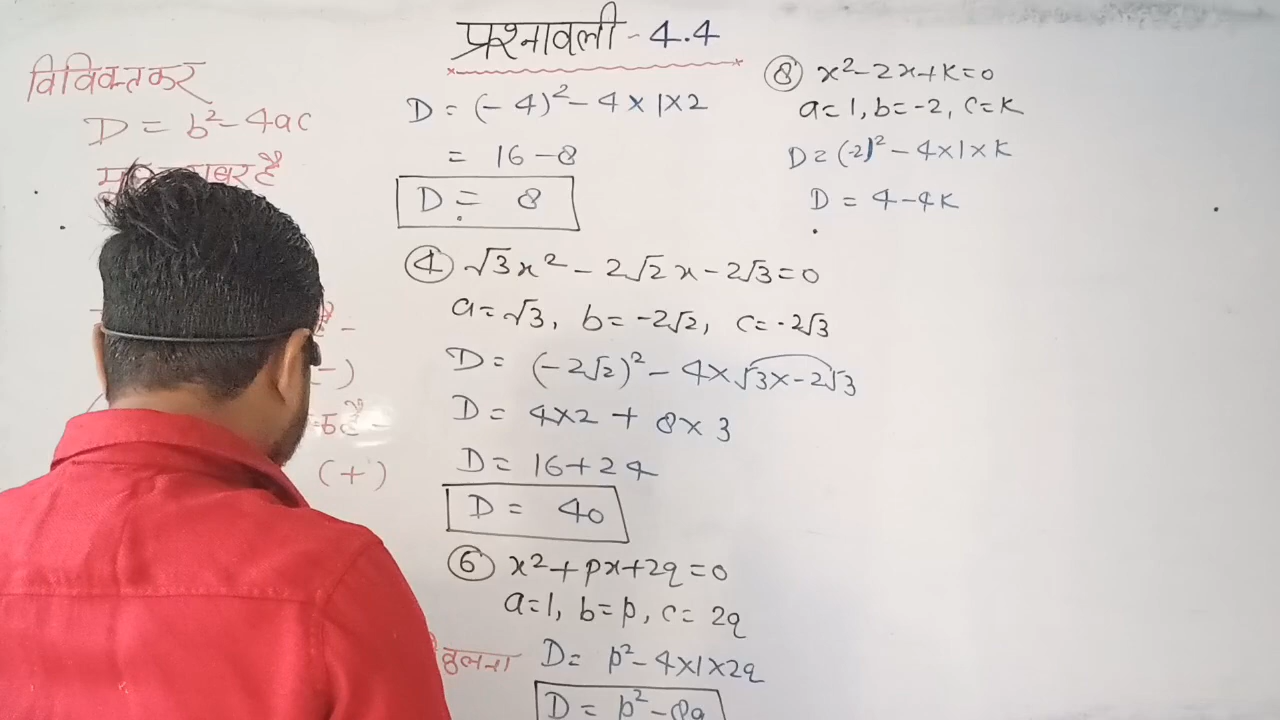 प्रश्नावली - 4.4
विविक्तकर
D = b² - 4ac
है
(+)
तुलना
D = (-4)² - 4×1×2
= 16-8
D = 8
④ √3x² - 2√2x - 2√3 = 0
a=√3, b=-2√2, c=-2√3
D = (-2√2)² - 4×√3×-2√3
D = 4×2 + 8×3
D = 16+24
D = 40
⑥ x²+px+2q=0
a=1, b=p, c=2q
D= p²-4×1×2q
D = p²-8q
⑧ x²-2x+k=0
a=1, b=-2, c=k
D=(-2)²-4×1×k
D = 4-4k